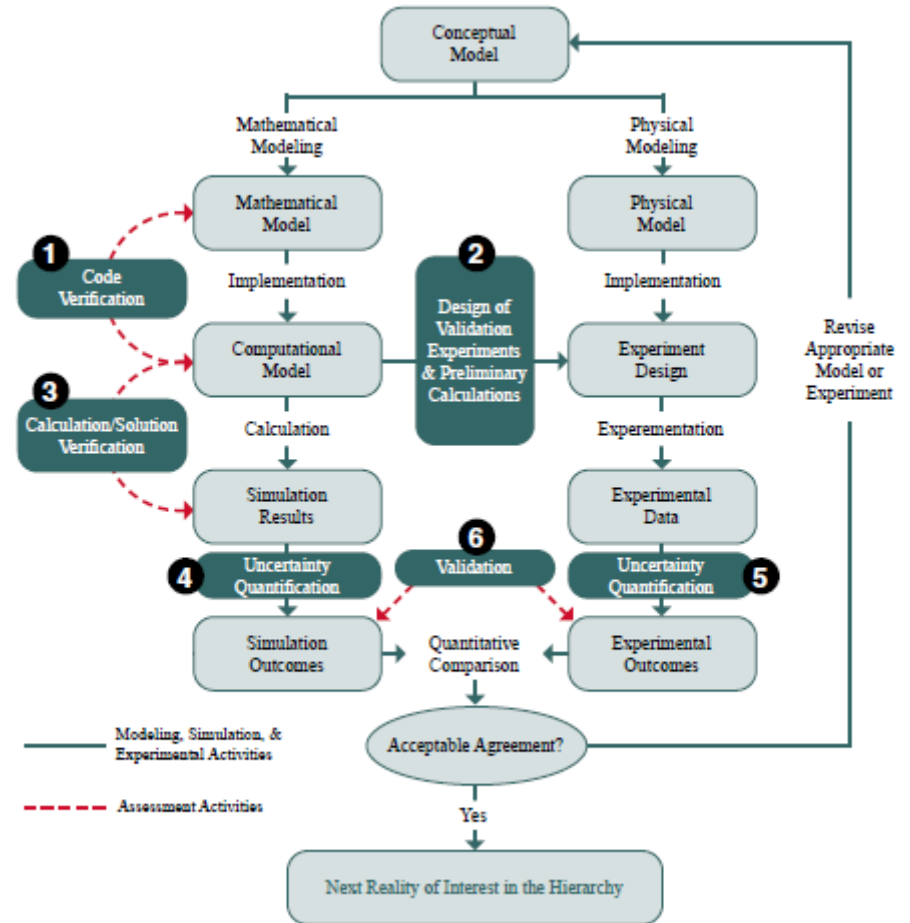 Conceptual
Model
Mathematical
Modeling
Physical
Modeling
Mathematical
Model
Physical
Model
1
Code
Verification
Implementation
2
Design of
Validation
Experiments
& Preliminary
Calculations
Implementation
Computational
Model
Experiment
Design
Revise
Appropriate
Model or
Experiment
3
Calculation/Solution
Verification
Calculation
Experementation
Simulation
Results
Experimental
Data
4
Uncertainty
Quantification
6
Validation
Uncertainty
Quantification
5
Simulation
Outcomes
Quantitative
Comparison
Experimental
Outcomes
Modeling, Simulation, &
Experimental Activities
Acceptable Agreement?
Assessment Activities
Yes
Next Reality of Interest in the Hierarchy